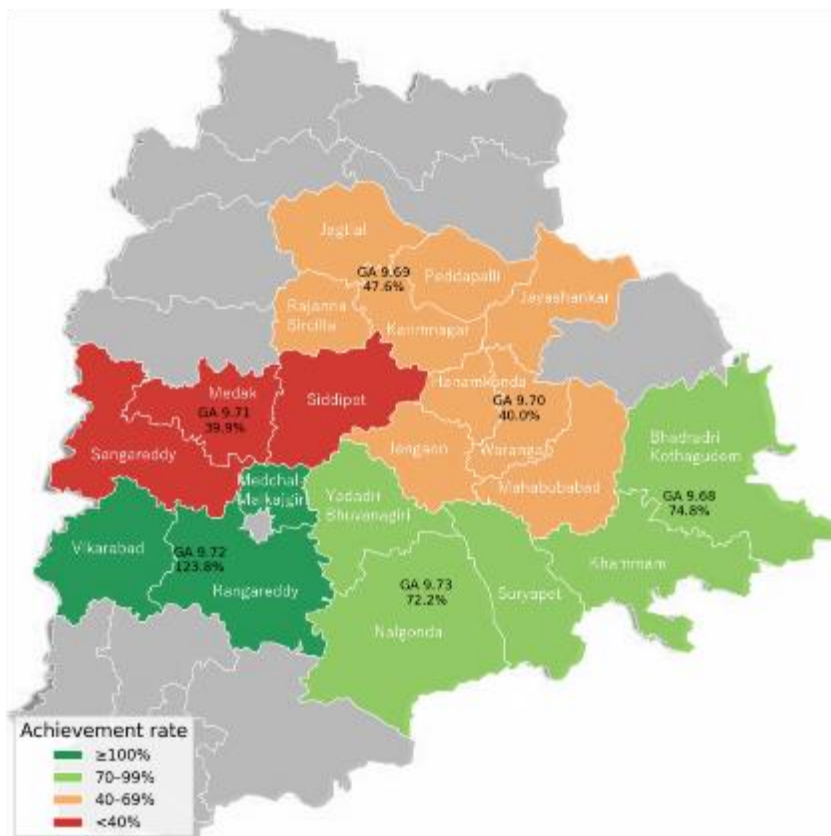 Jagtial
GA 9.69
47.6%
Peddapalli
Jayashankar
Rajanna
Sircilla
Karimnagar
Medak
GA 9.71
39.9%
Siddipet
Hanamkonda
GA 9.70
40.0%
Sangareddy
Jangaon
Warangal
Mahabubabad
Bhadradri
Kothagudem
GA 9.68
74.8%
Medchal-
Malkajgiri
Yadadri
Bhuvanagiri
Vikarabad
GA 9.72
123.8%
Rangareddy
GA 9.73
72.2%
Nalgonda
Suryapet
Khammam
Achievement rate
≥100%
70–99%
40–69%
<40%